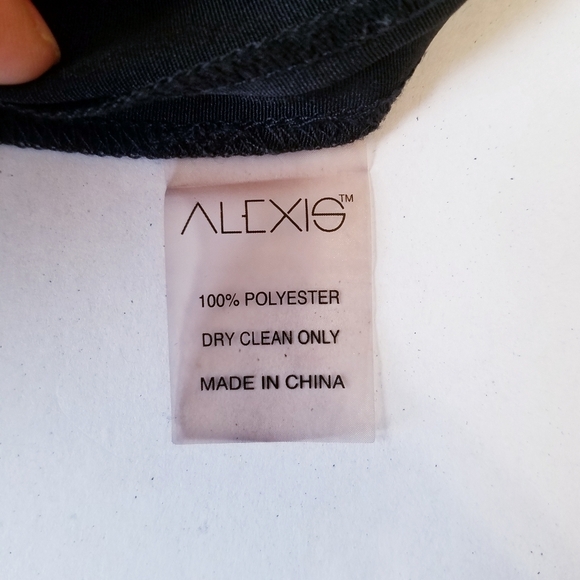 ALEXIS™
100% POLYESTER
DRY CLEAN ONLY
MADE IN CHINA